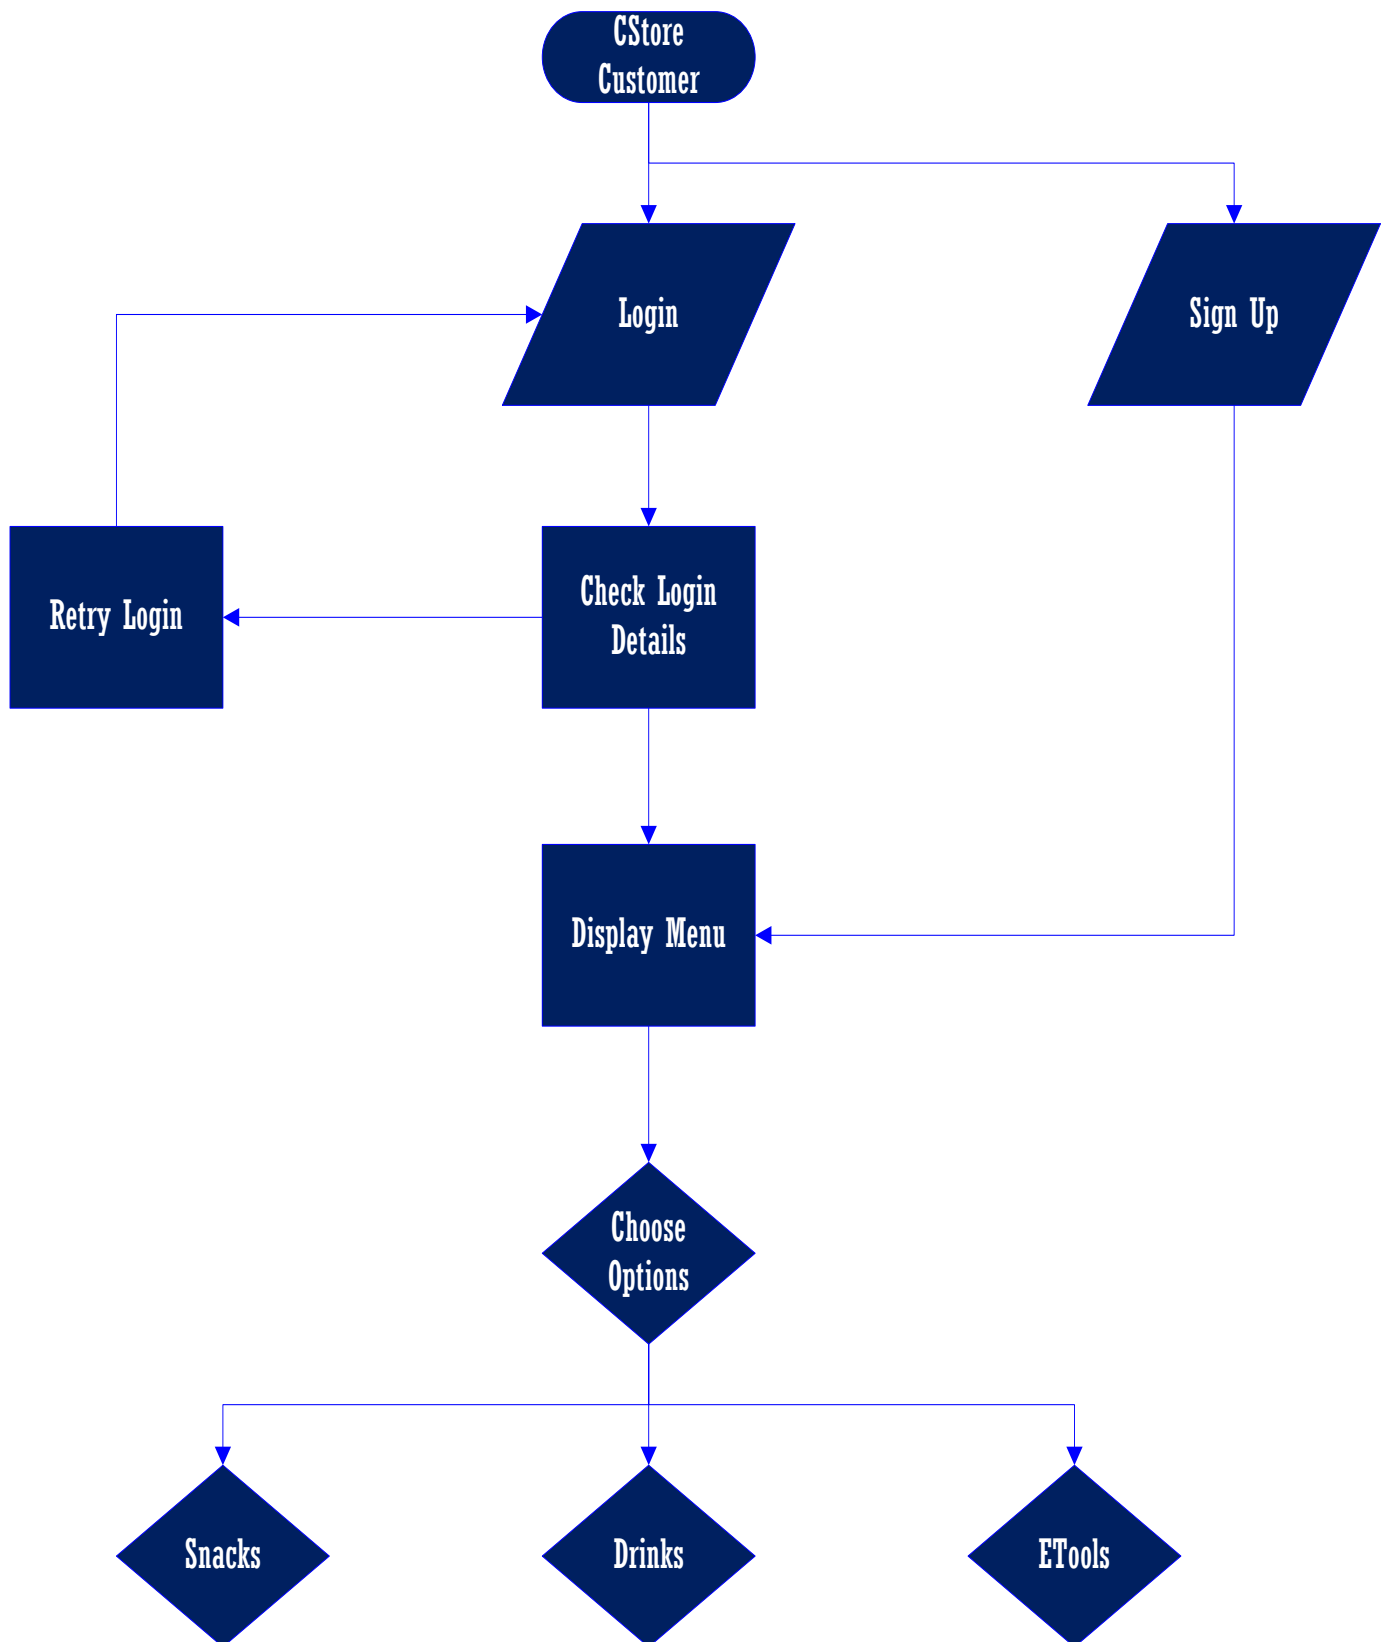 CStore
Customer
Login
Sign Up
Retry Login
Check Login
Details
Display Menu
Choose
Options
Snacks
Drinks
ETools